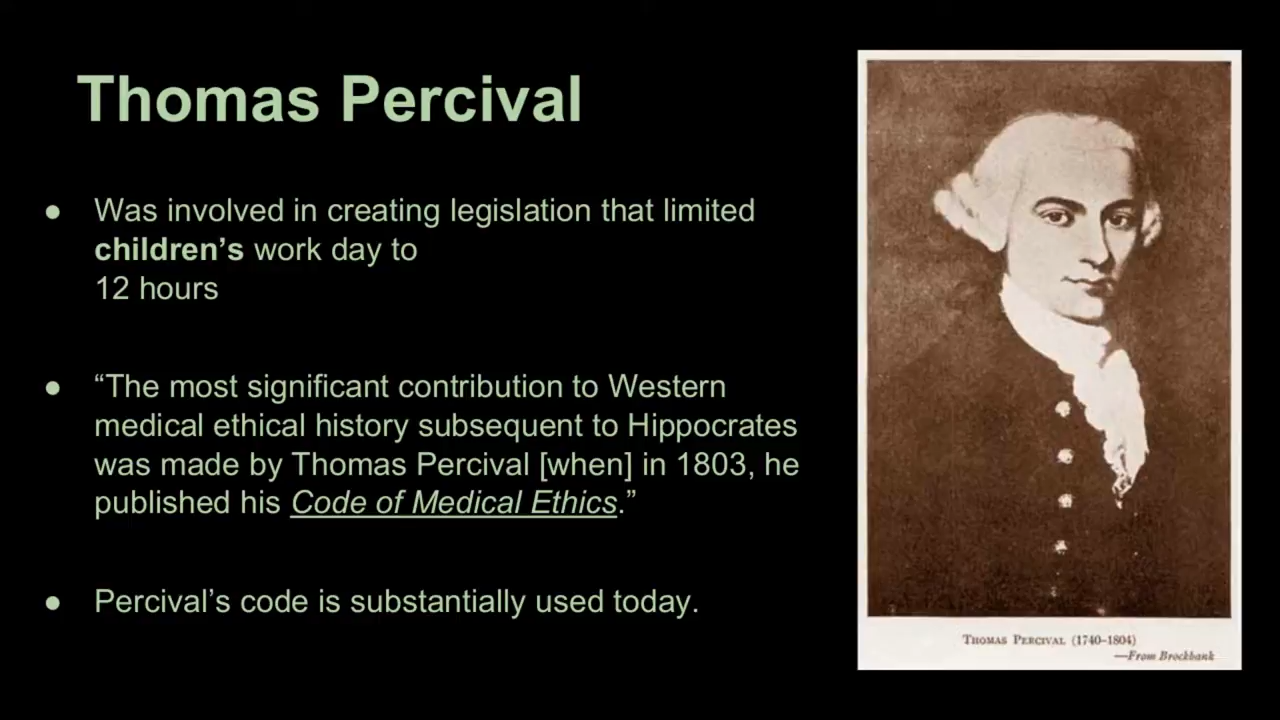 Thomas Percival
● Was involved in creating legislation that limited
children’s work day to
12 hours
● “The most significant contribution to Western
medical ethical history subsequent to Hippocrates
was made by Thomas Percival [when] in 1803, he
published his Code of Medical Ethics.”
● Percival’s code is substantially used today.
Thomas Percival (1740–1804)
—From Brockbank